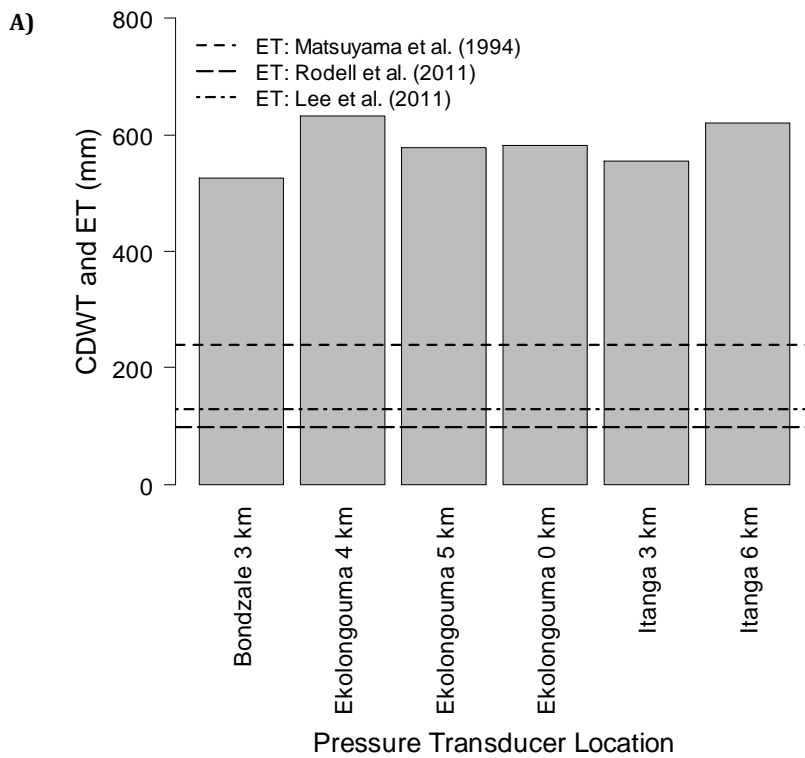 A)
800
600
400
200
0
CDWT and ET (mm)
ET: Matsuyama et al. (1994)
ET: Rodell et al. (2011)
ET: Lee et al. (2011)
Bondzale 3 km
Ekolongouma 4 km
Ekolongouma 5 km
Ekolongouma 0 km
Itanga 3 km
Itanga 6 km
Pressure Transducer Location